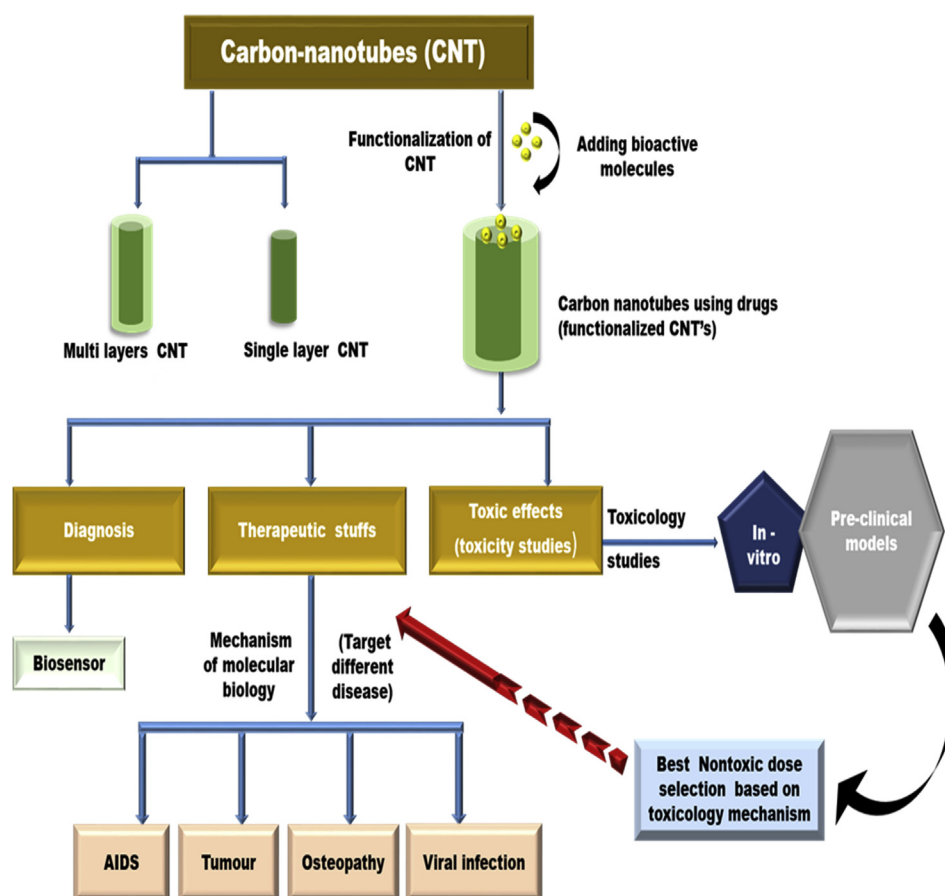 Carbon-nanotubes (CNT)
Functionalization of
CNT
Adding bioactive
molecules
Multi layers CNT
Single layer CNT
Carbon nanotubes using drugs
(functionalized CNT's)
Diagnosis
Therapeutic stuffs
Toxic effects
(toxicity studies)
Toxicology
studies
In -
vitro
Pre-clinical
models
Biosensor
Mechanism
of molecular
biology
(Target
different
disease)
Best Nontoxic dose
selection based on
toxicology mechanism
AIDS
Tumour
Osteopathy
Viral infection